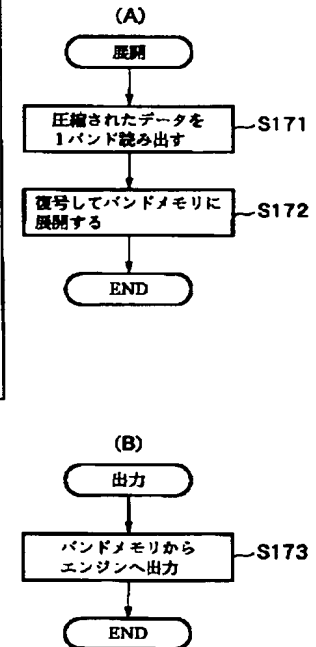 (A)
展開
圧縮されたデータを
1バンド読み出す
S171
復号してバンドメモリに
展開する
S172
END
(B)
出力
バンドメモリから
エンジンへ出力
S173
END